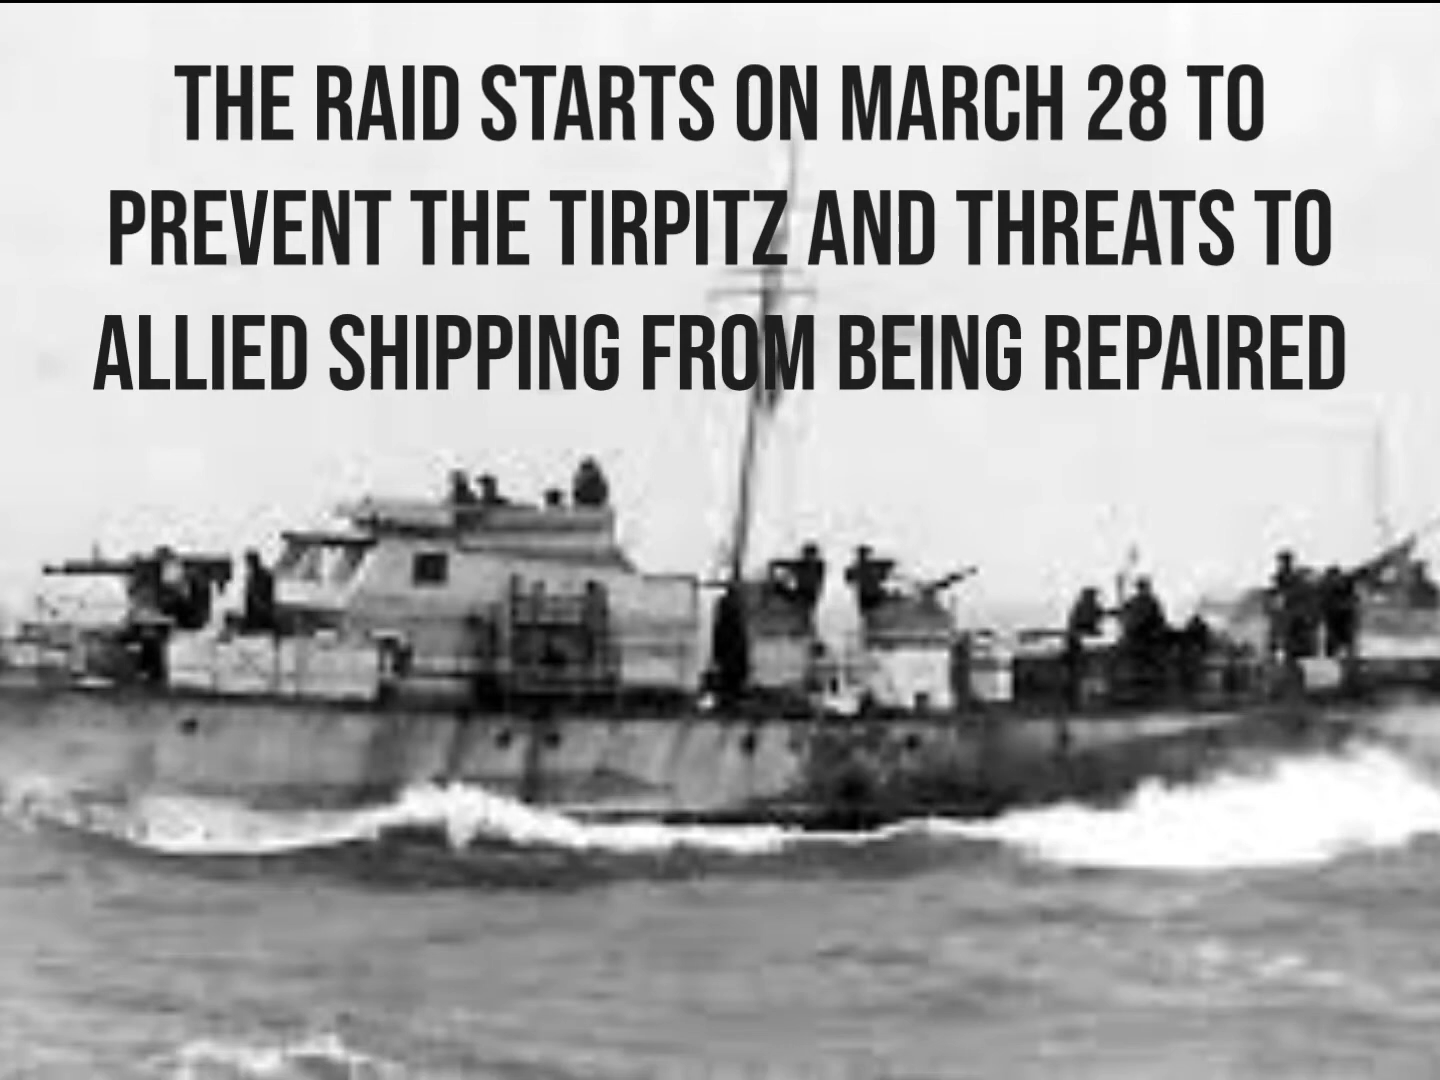 THE RAID STARTS ON MARCH 28 TO
PREVENT THE TIRPITZ AND THREATS TO
ALLIED SHIPPING FROM BEING REPAIRED